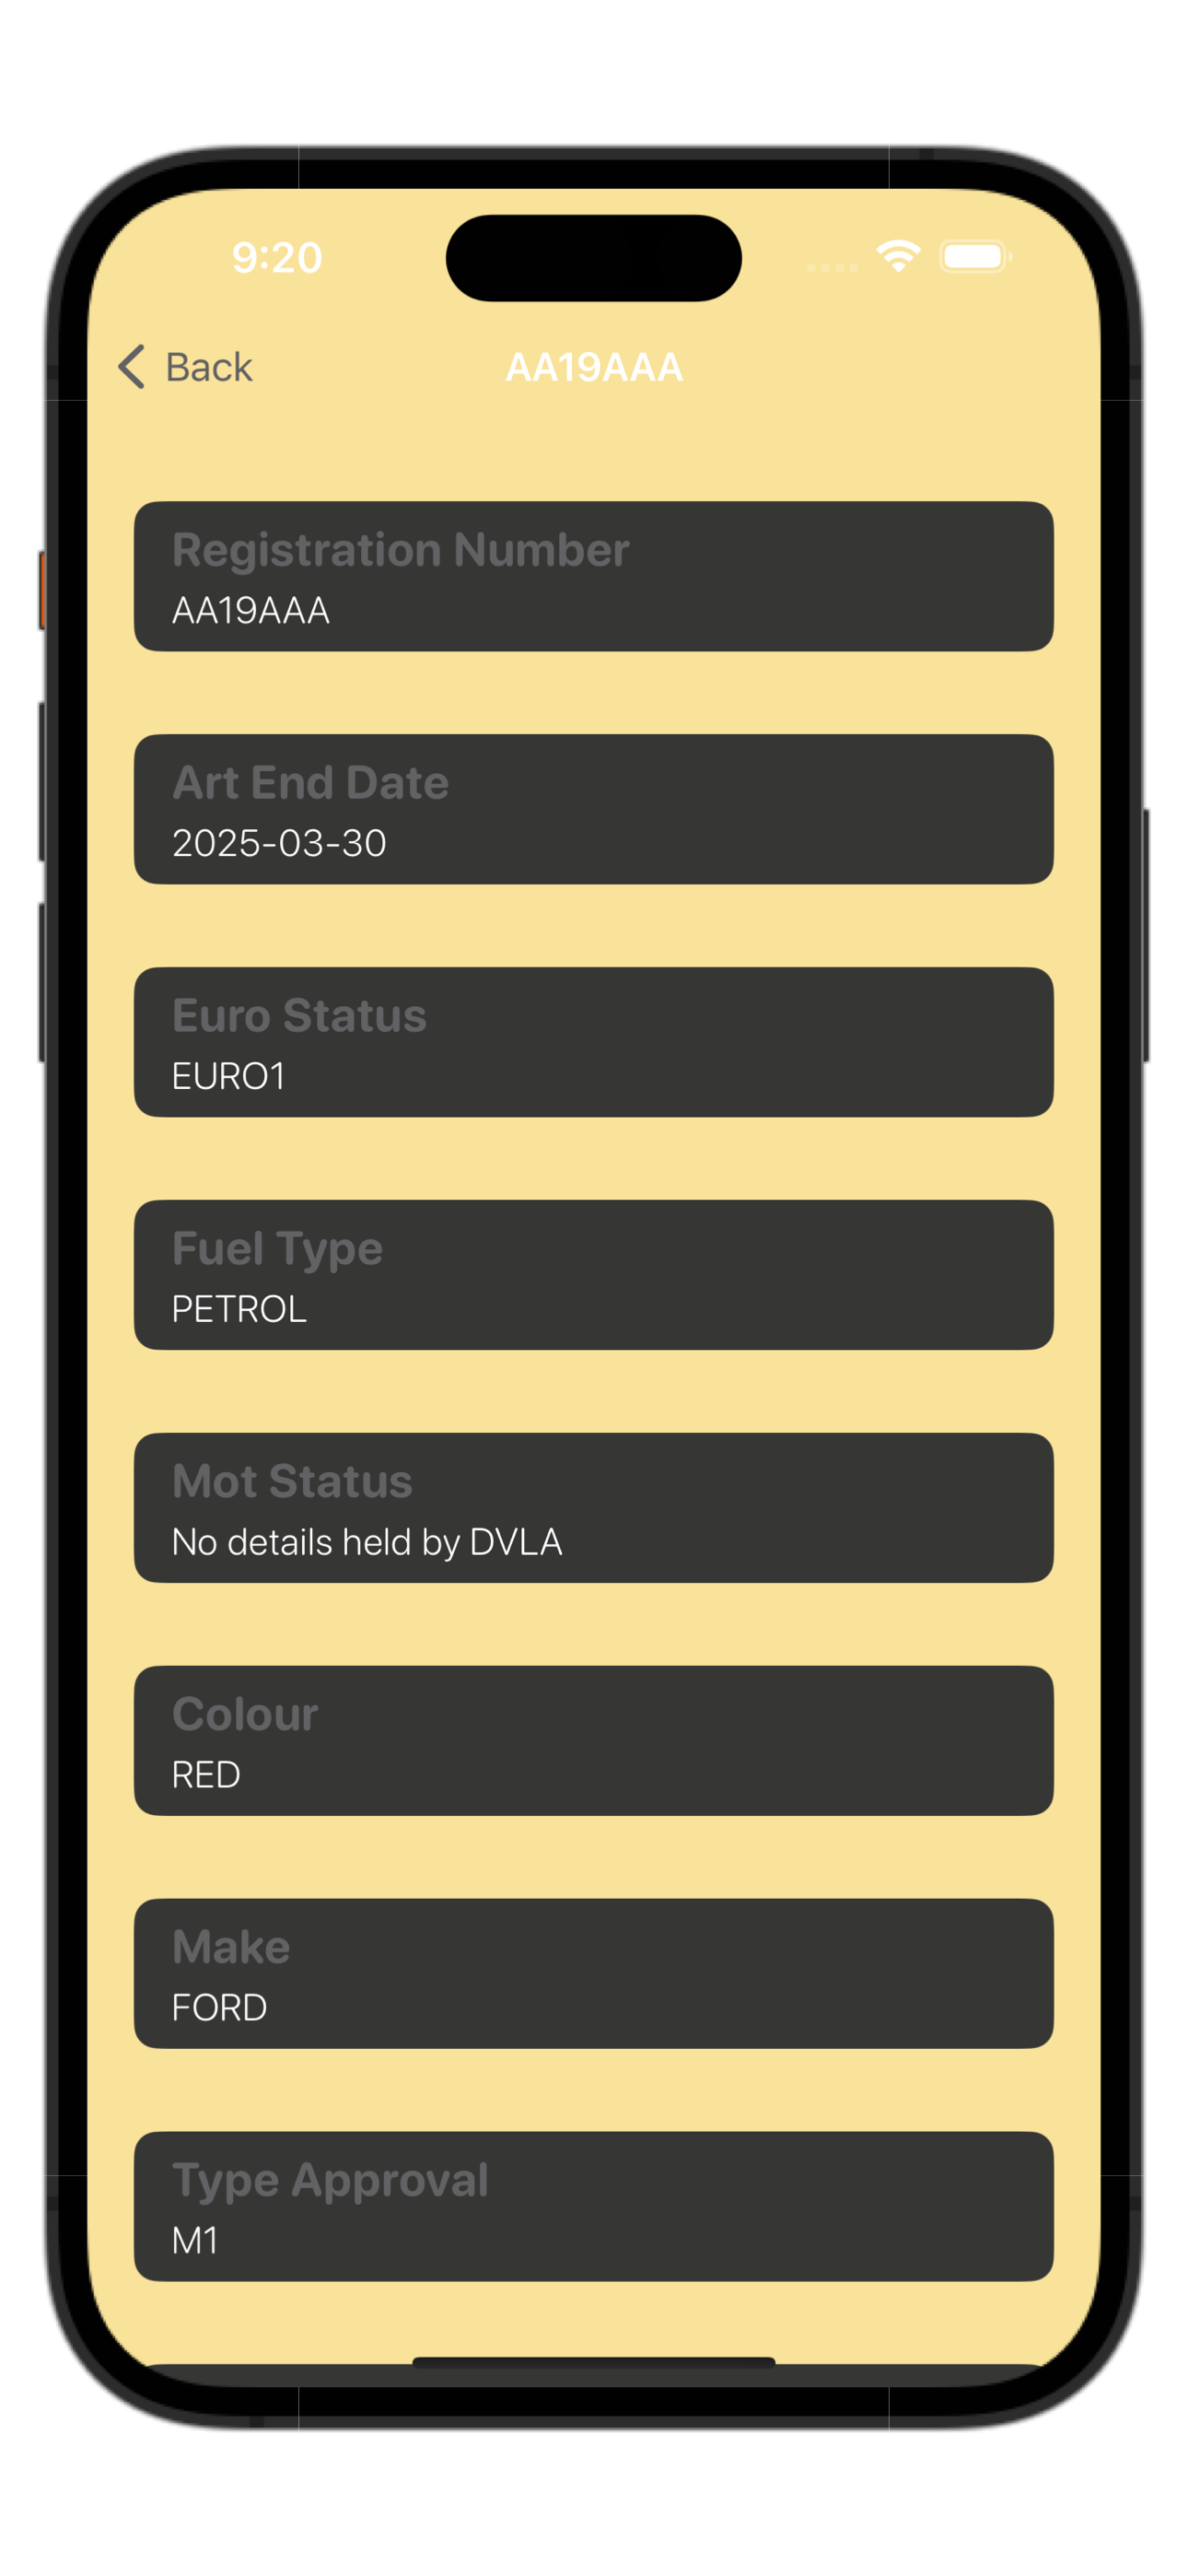 9:20
Back
AA19AAA
Registration Number
AA19AAA
Art End Date
2025-03-30
Euro Status
EURO1
Fuel Type
PETROL
Mot Status
No details held by DVLA
Colour
RED
Make
FORD
Type Approval
M1